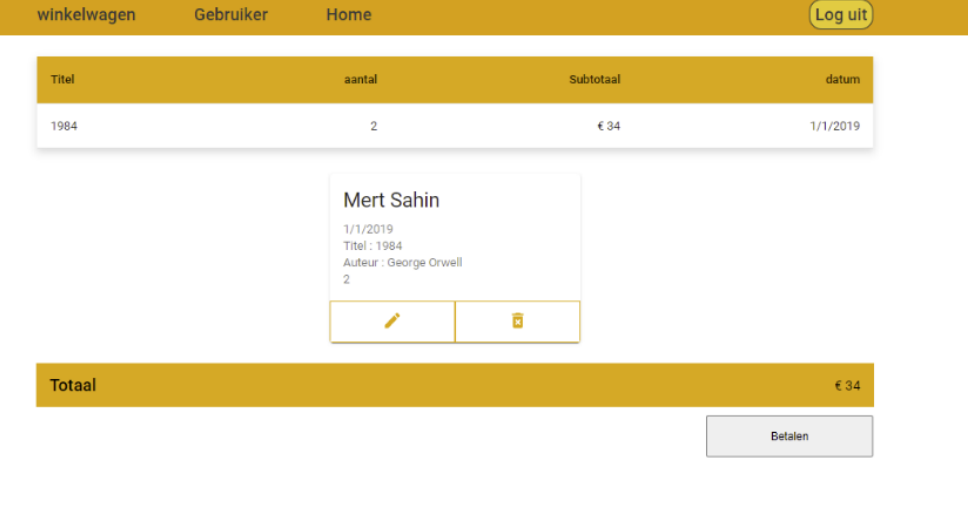 winkelwagen Gebruiker Home Log uit
Titel aantal Subtotaal datum
1984 2 € 34 1/1/2019
Mert Sahin
1/1/2019
Titel : 1984
Auteur : George Orwell
2
Totaal € 34
Betalen